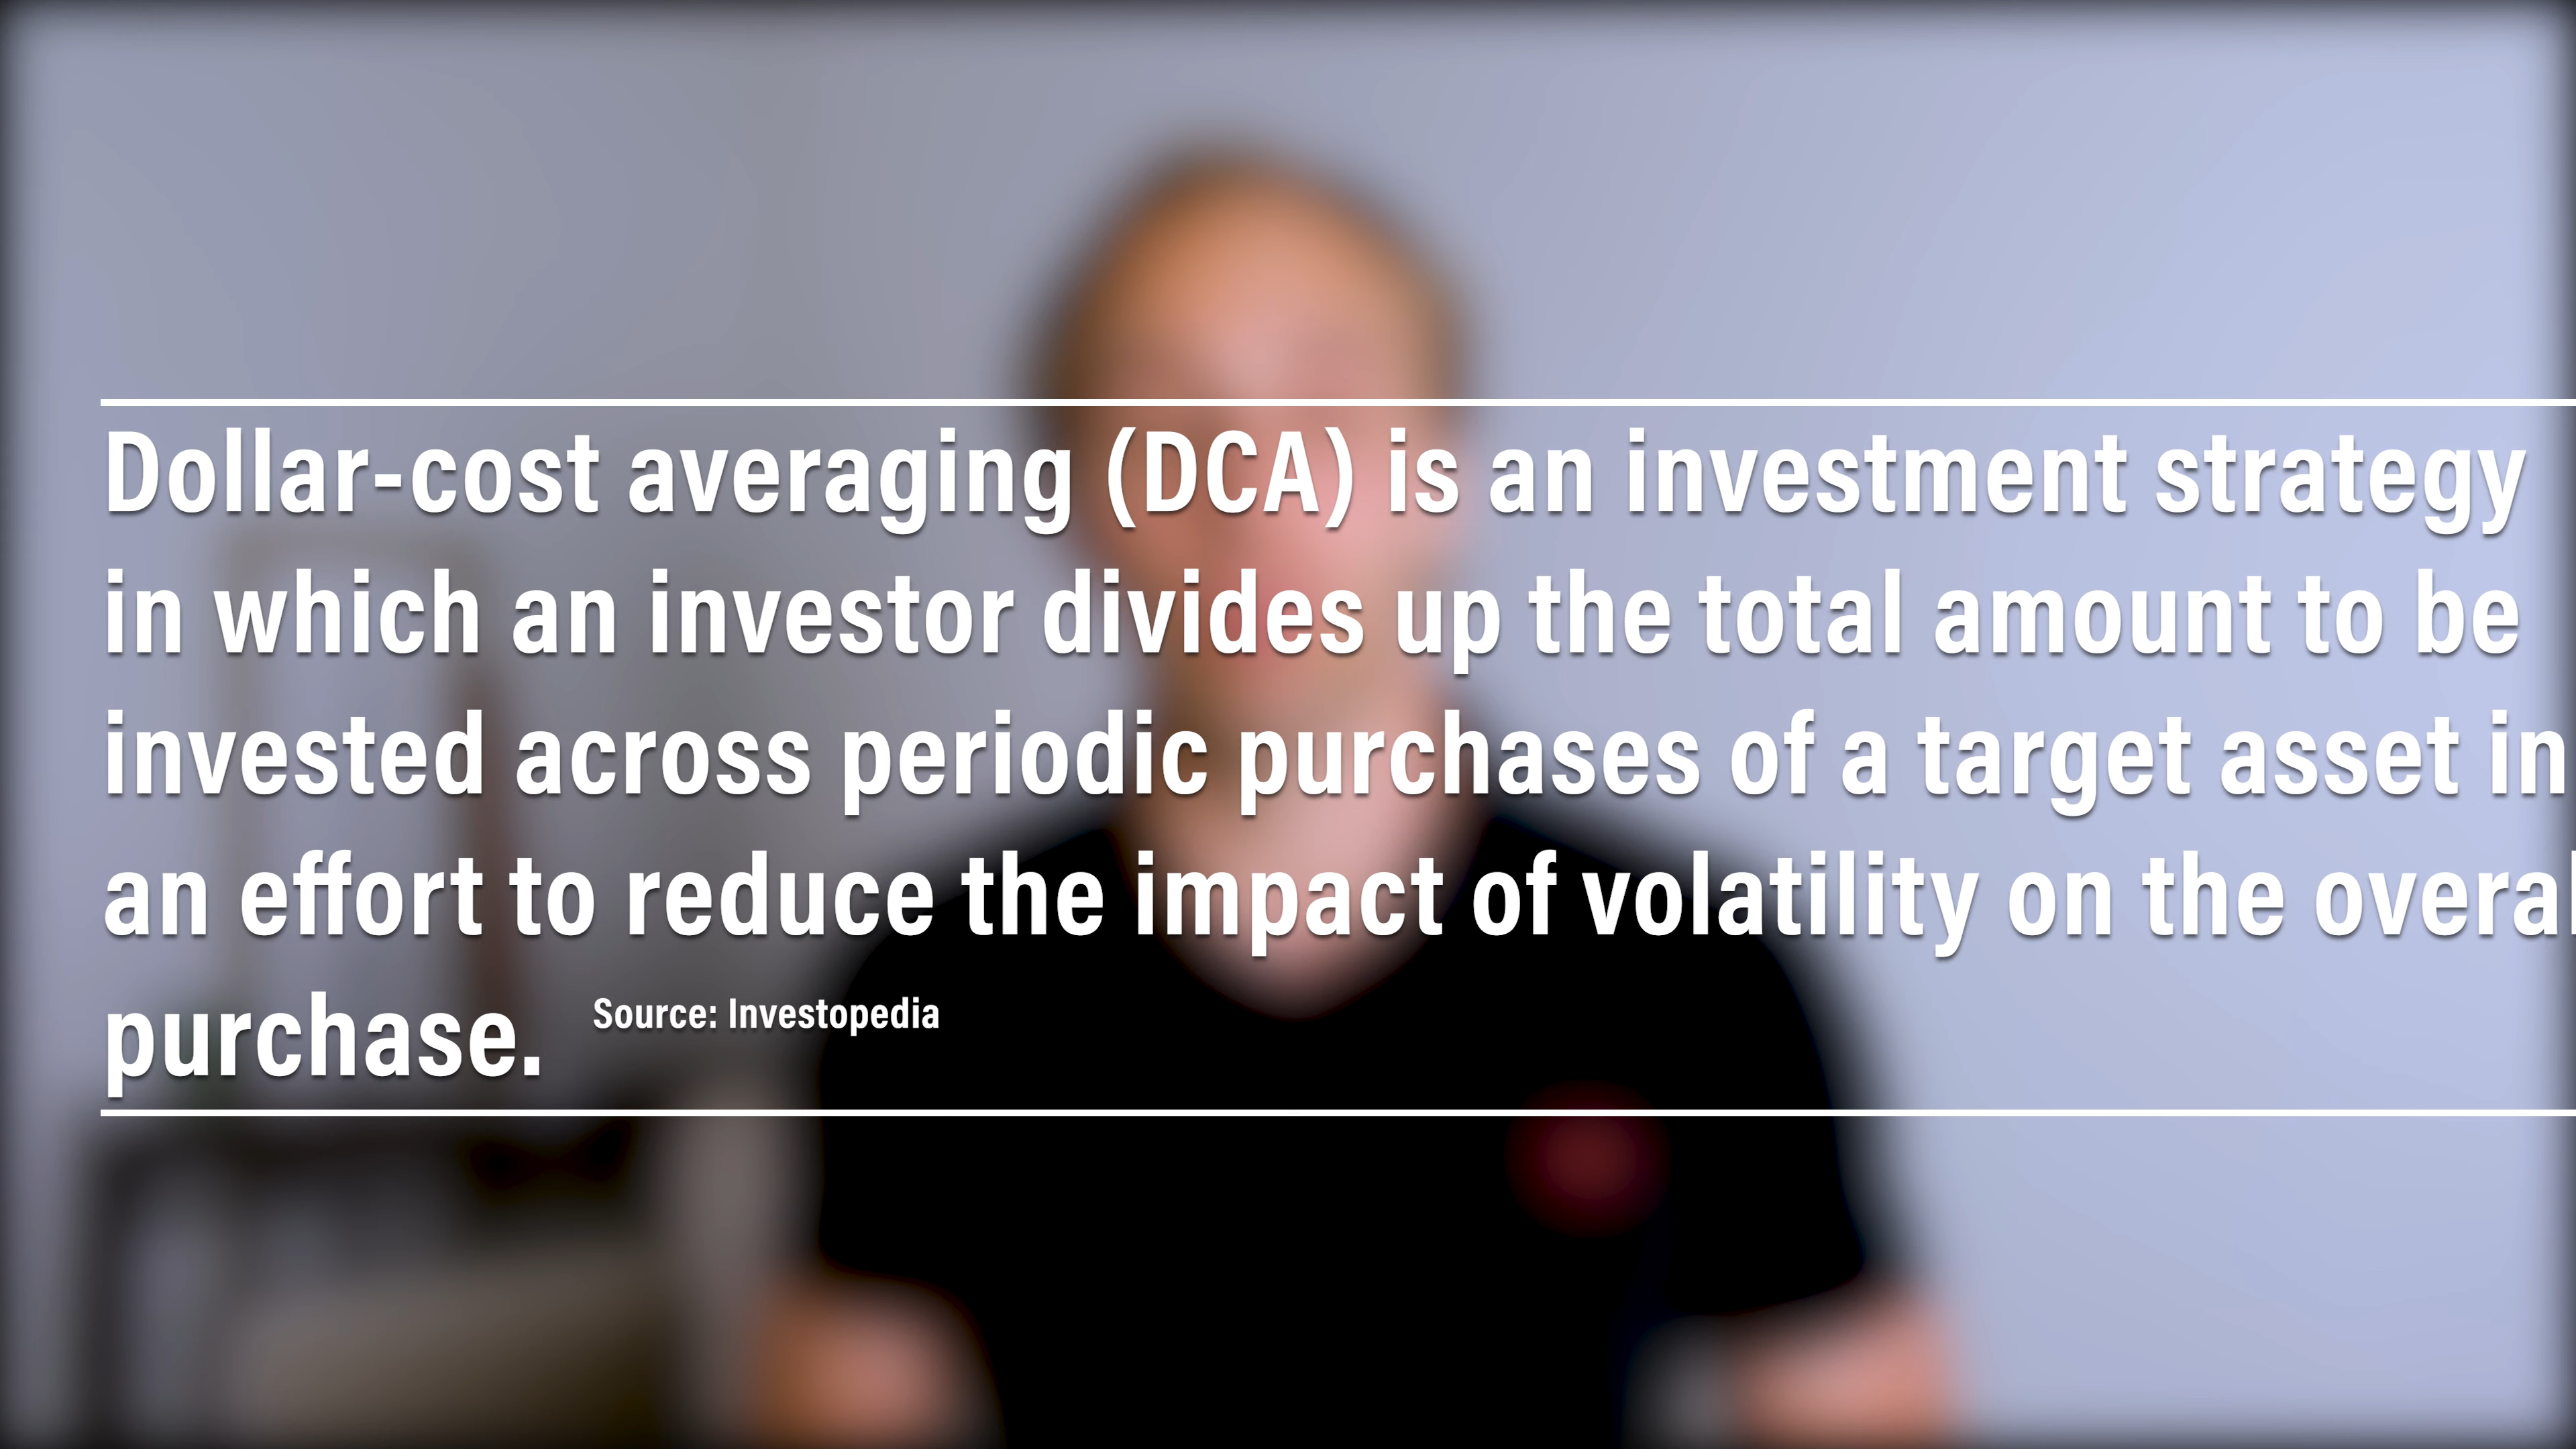 Dollar-cost averaging (DCA) is an investment strategy
in which an investor divides up the total amount to be
invested across periodic purchases of a target asset in
an effort to reduce the impact of volatility on the overal
purchase.
Source: Investopedia